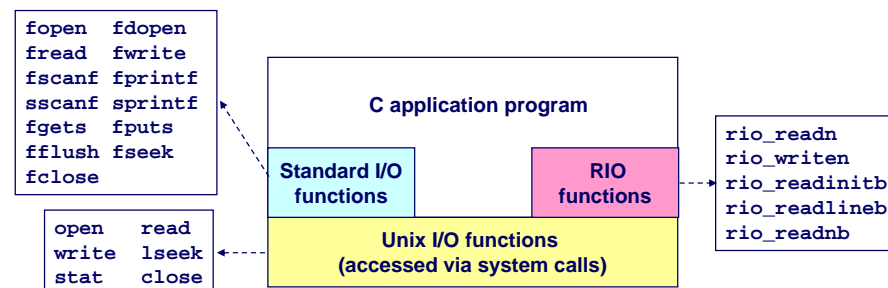 fopen fdopen
fread fwrite
fscanf fprintf
sscanf sprintf
fgets fputs
fflush fseek
fclose
C application program
Standard I/O
functions
RIO
functions
rio_readn
rio_writen
rio_readinitb
rio_readlineb
rio_readnb
open read
write lseek
stat close
Unix I/O functions
(accessed via system calls)